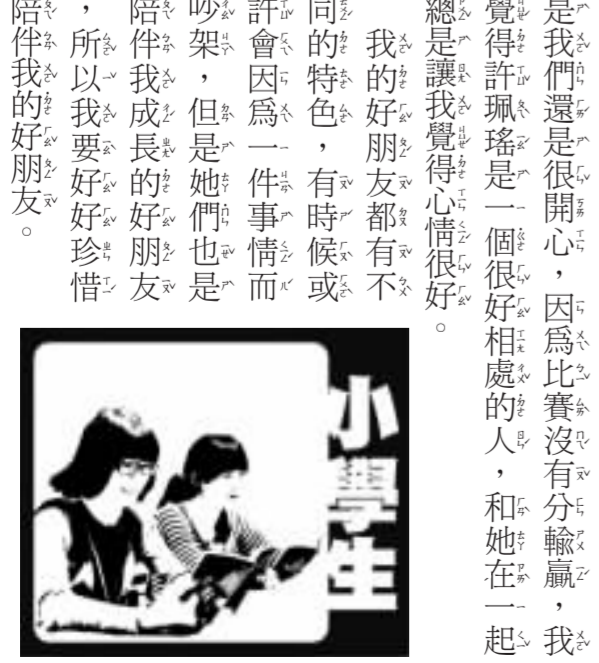 是我們還是很開心，因為比賽沒有分輸贏，我
覺得許珮瑤是一個很好相處的人，和她在一起
總是讓我覺得心情很好。
我的好朋友都有不
同的特色，有時候或
許會因為一件事情而
吵架，但是她們也是
陪伴我成長的好朋友
，所以我要好好珍惜
陪伴我的好朋友。
小學生